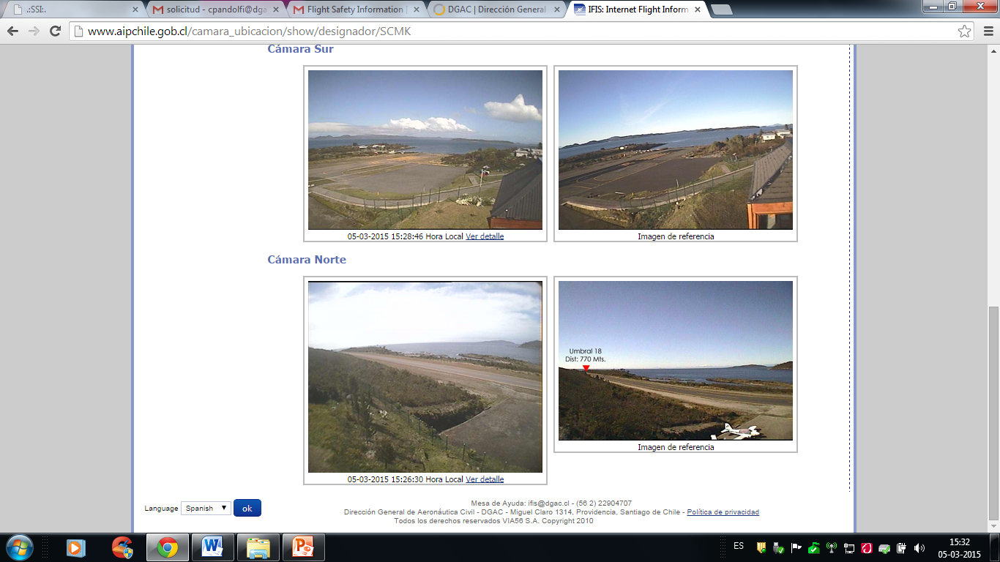 .:SSI:.
solicitud - cpandolfi@dga
Flight Safety Information
DGAC | Dirección General
IFIS: Internet Flight Inform
www.aipchile.gob.cl/camara_ubicacion/show/designador/SCMK
Cámara Sur
05-03-2015 15:28:46 Hora Local Ver detalle
Imagen de referencia
Cámara Norte
Umbral 18
Dist: 770 Mts.
05-03-2015 15:26:30 Hora Local Ver detalle
Imagen de referencia
Language Spanish ok
Mesa de Ayuda: ifis@dgac.cl - (56 2) 22904707
Dirección General de Aeronáutica Civil - DGAC - Miguel Claro 1314, Providencia, Santiago de Chile - Política de privacidad
Todos los derechos reservados VIA56 S.A. Copyright 2010
ES
15:32
05-03-2015